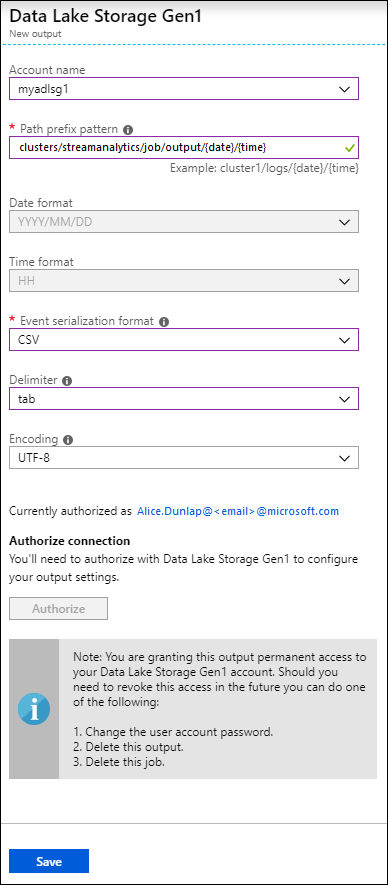 Data Lake Storage Gen1
New output
Account name
myadlsg1
* Path prefix pattern
clusters/streamanalytics/job/output/{date}/{time}
Example: cluster1/logs/{date}/{time}
Date format
YYYY/MM/DD
Time format
HH
* Event serialization format
CSV
Delimiter
tab
Encoding
UTF-8
Currently authorized as Alice.Dunlap@<email>@microsoft.com
Authorize connection
You'll need to authorize with Data Lake Storage Gen1 to configure
your output settings.
Authorize
Note: You are granting this output permanent access to
your Data Lake Storage Gen1 account. Should you
need to revoke this access in the future you can do one
of the following:
1. Change the user account password.
2. Delete this output.
3. Delete this job.
Save